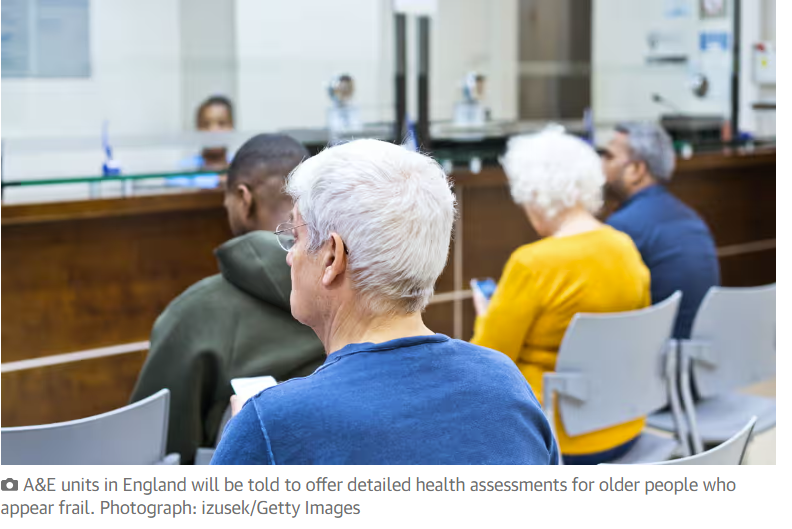 A&E units in England will be told to offer detailed health assessments for older people who
appear frail. Photograph: izusek/Getty Images